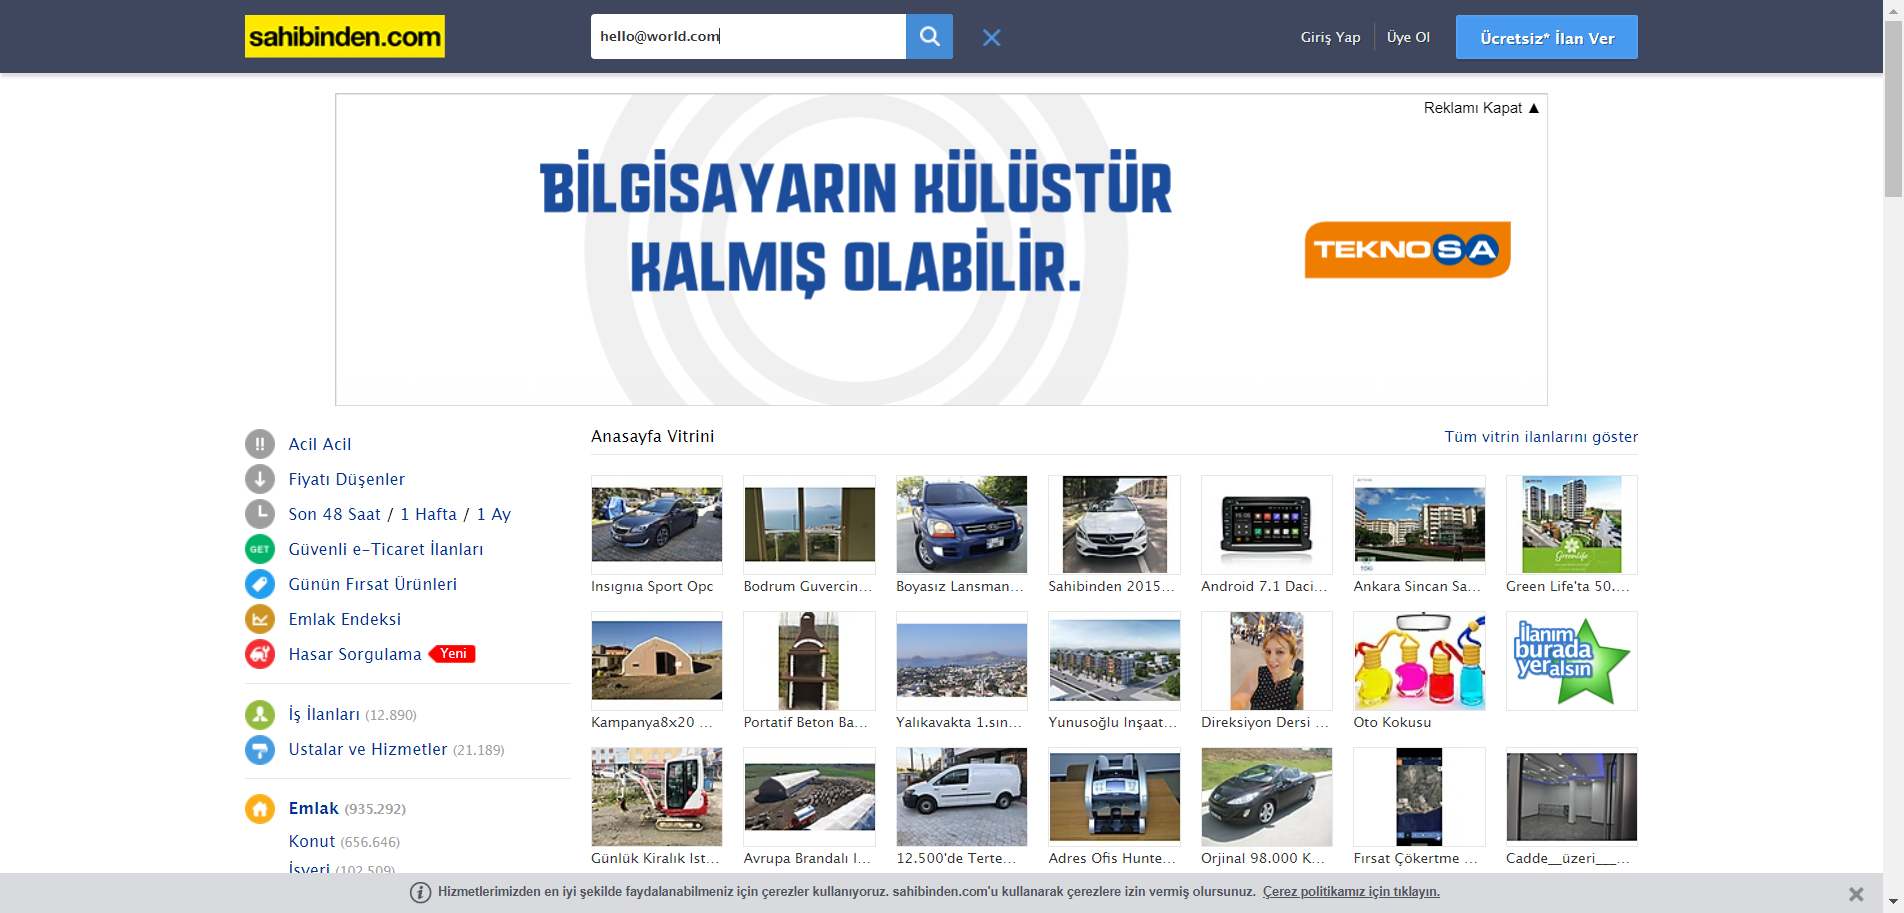 sahibinden.com
hello@world.com
Giriş Yap
Üye Ol
Ücretsiz* İlan Ver
Reklamı Kapat ▲
BİLGİSAYARIN KÜLÜSTÜR
KALMIŞ OLABİLİR.
TEKNOSA
Acil Acil
Fiyatı Düşenler
Son 48 Saat / 1 Hafta / 1 Ay
GET Güvenli e-Ticaret İlanları
Günün Fırsat Ürünleri
Emlak Endeksi
Hasar Sorgulama Yeni
İş İlanları (12.890)
Ustalar ve Hizmetler (21.189)
Emlak (935.292)
Konut (656.646)
İşyeri (102.509)
Anasayfa Vitrini
Tüm vitrin ilanlarını göster
Insıgnıa Sport Opc
Bodrum Guvercin...
Boyasız Lansman...
Sahibinden 2015...
Android 7.1 Daci...
Ankara Sincan Sa...
Greenlife
Green Life'ta 50....
Kampanya8x20 ...
Portatif Beton Ba...
Yalıkavakta 1.sın...
Yunusoğlu Inşaat...
Direksiyon Dersi ...
Oto Kokusu
ilanım
burada
yeralsın
Günlük Kiralık Ist...
Avrupa Brandalı I...
12.500'de Terte...
Adres Ofis Hunte...
Orjinal 98.000 K...
Fırsat Çökertme ...
Cadde__üzeri___...
Hizmetlerimizden en iyi şekilde faydalanabilmeniz için çerezler kullanıyoruz. sahibinden.com'u kullanarak çerezlere izin vermiş olursunuz. Çerez politikamız için tıklayın.